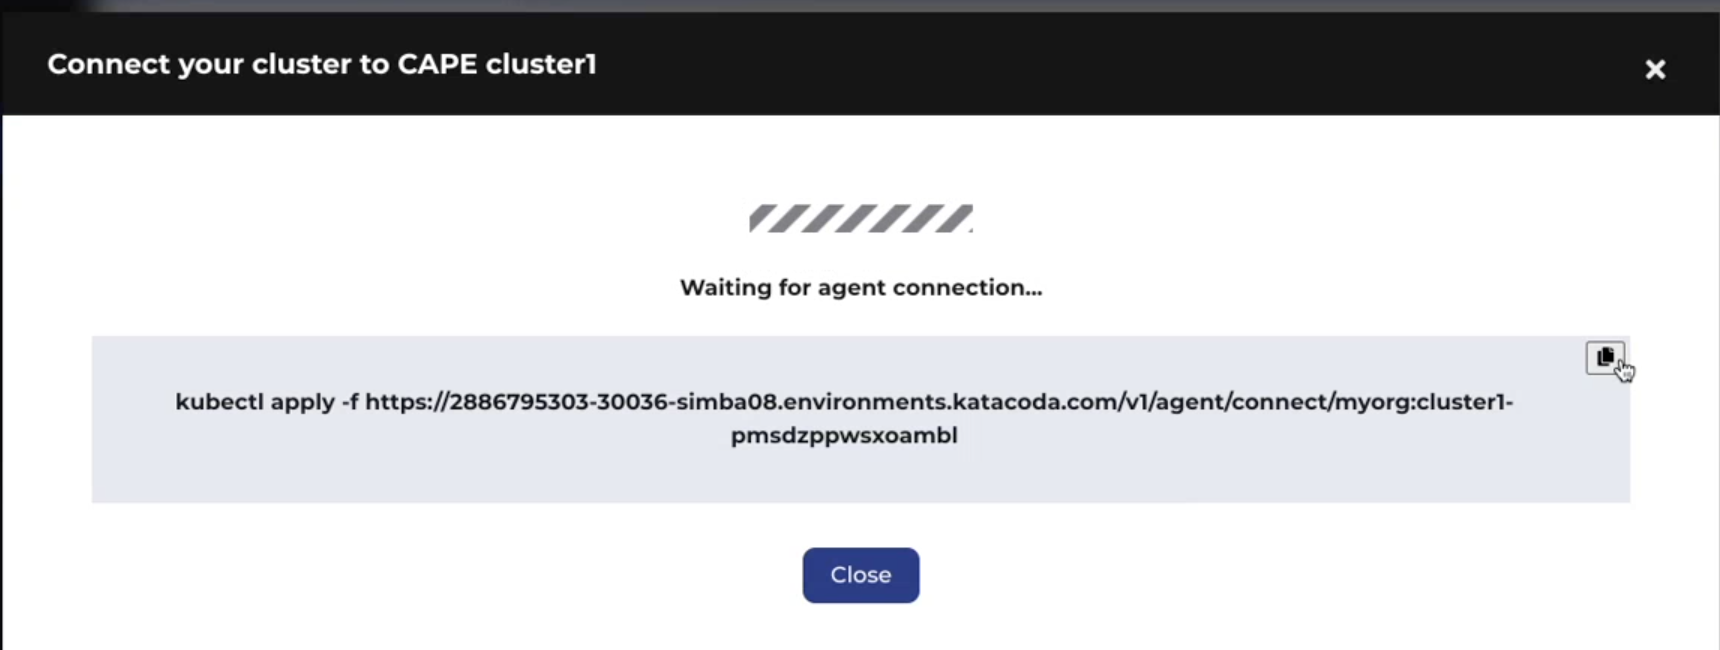 Connect your cluster to CAPE cluster1
Waiting for agent connection...
kubectl apply -f https://2886795303-30036-simba08.environments.katacoda.com/v1/agent/connect/myorg:cluster1-
pmsdzppwsxoambl
Close